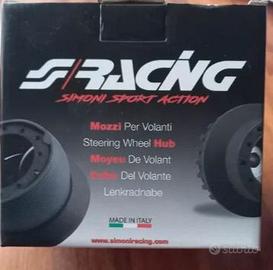 S/RACING
SIMONI SPORT ACTION
Mozzi Per Volanti
Steering Wheel Hub
Moyeu De Volant
Cubo Del Volante
Lenkradnabe
MADE IN ITALY
www.simoniracing.com
subito